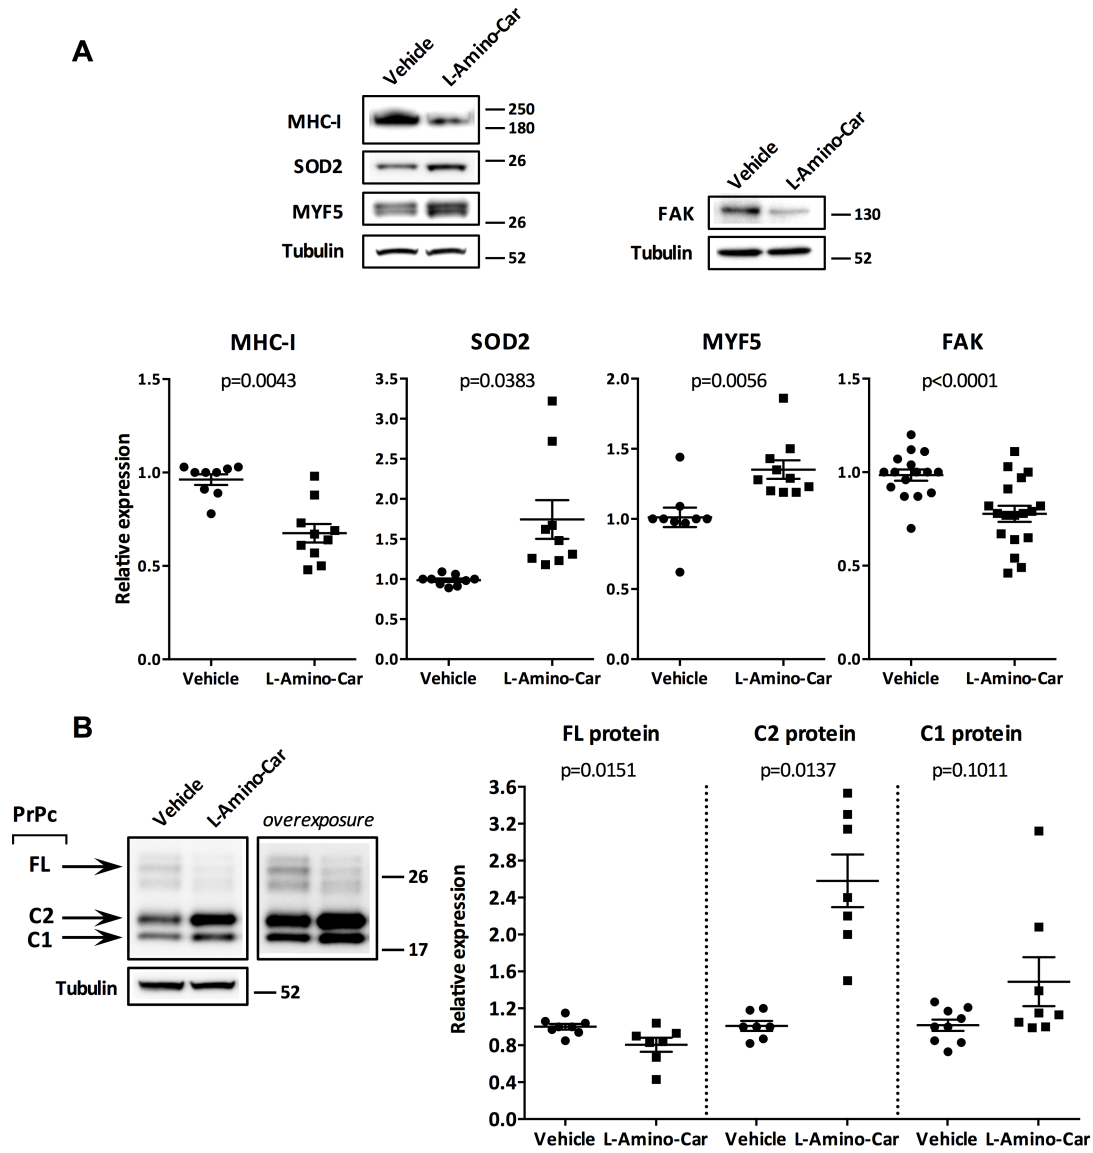 A
Vehicle
L-Amino-Car
MHC-I
250
180
SOD2
26
MYF5
26
Tubulin
52
Vehicle
L-Amino-Car
FAK
130
Tubulin
52
MHC-I
SOD2
MYF5
FAK
p=0.0043
p=0.0383
p=0.0056
p<0.0001
Relative expression
1.5
1.0
0.5
0.0
Vehicle
L-Amino-Car
3.5
3.0
2.5
2.0
1.5
1.0
0.5
0.0
Vehicle
L-Amino-Car
2.0
1.5
1.0
0.5
0.0
Vehicle
L-Amino-Car
1.5
1.0
0.5
0.0
Vehicle
L-Amino-Car
B
PrPc
Vehicle
L-Amino-Car
overexposure
FL
C2
C1
26
17
Tubulin
52
FL protein
C2 protein
C1 protein
p=0.0151
p=0.0137
p=0.1011
Relative expression
3.6
3.2
2.8
2.4
2.0
1.6
1.2
0.8
0.4
0.0
Vehicle L-Amino-Car
Vehicle L-Amino-Car
Vehicle L-Amino-Car